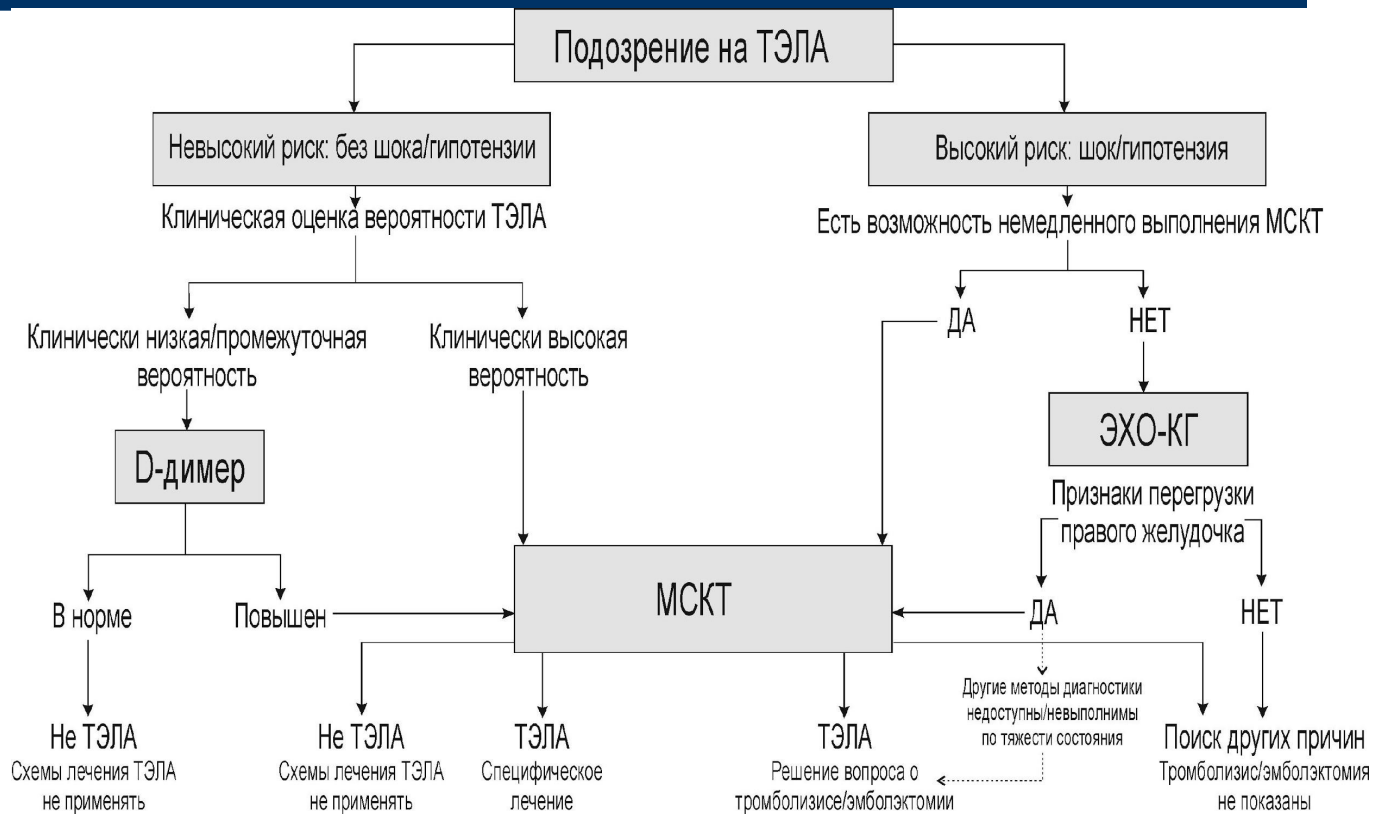 Подозрение на ТЭЛА
Невысокий риск: без шока/гипотензии
Высокий риск: шок/гипотензия
Клиническая оценка вероятности ТЭЛА
Есть возможность немедленного выполнения МСКТ
ДА
НЕТ
Клинически низкая/промежуточная
вероятность
Клинически высокая
вероятность
ЭХО-КГ
D-димер
Признаки перегрузки
правого желудочка
МСКТ
В норме
Повышен
ДА
НЕТ
Другие методы диагностики
недоступны/невыполнимы
по тяжести состояния
Не ТЭЛА
Схемы лечения ТЭЛА
не применять
Не ТЭЛА
Схемы лечения ТЭЛА
не применять
ТЭЛА
Специфическое
лечение
ТЭЛА
Решение вопроса о
тромболизисе/эмболэктомии
Поиск других причин
Тромболизис/эмболэктомия
не показаны